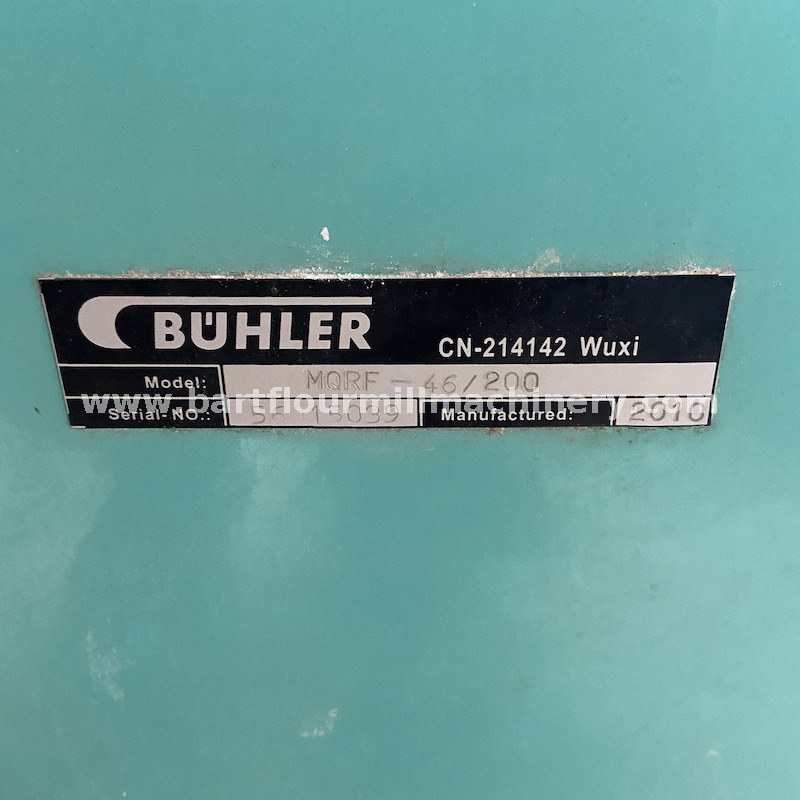 BÜHLER
CN-214142 Wuxi
Model: MQRF-46/200
www.bartflourmillmachinery.com
Serial-NO.: Manufactured: 2010